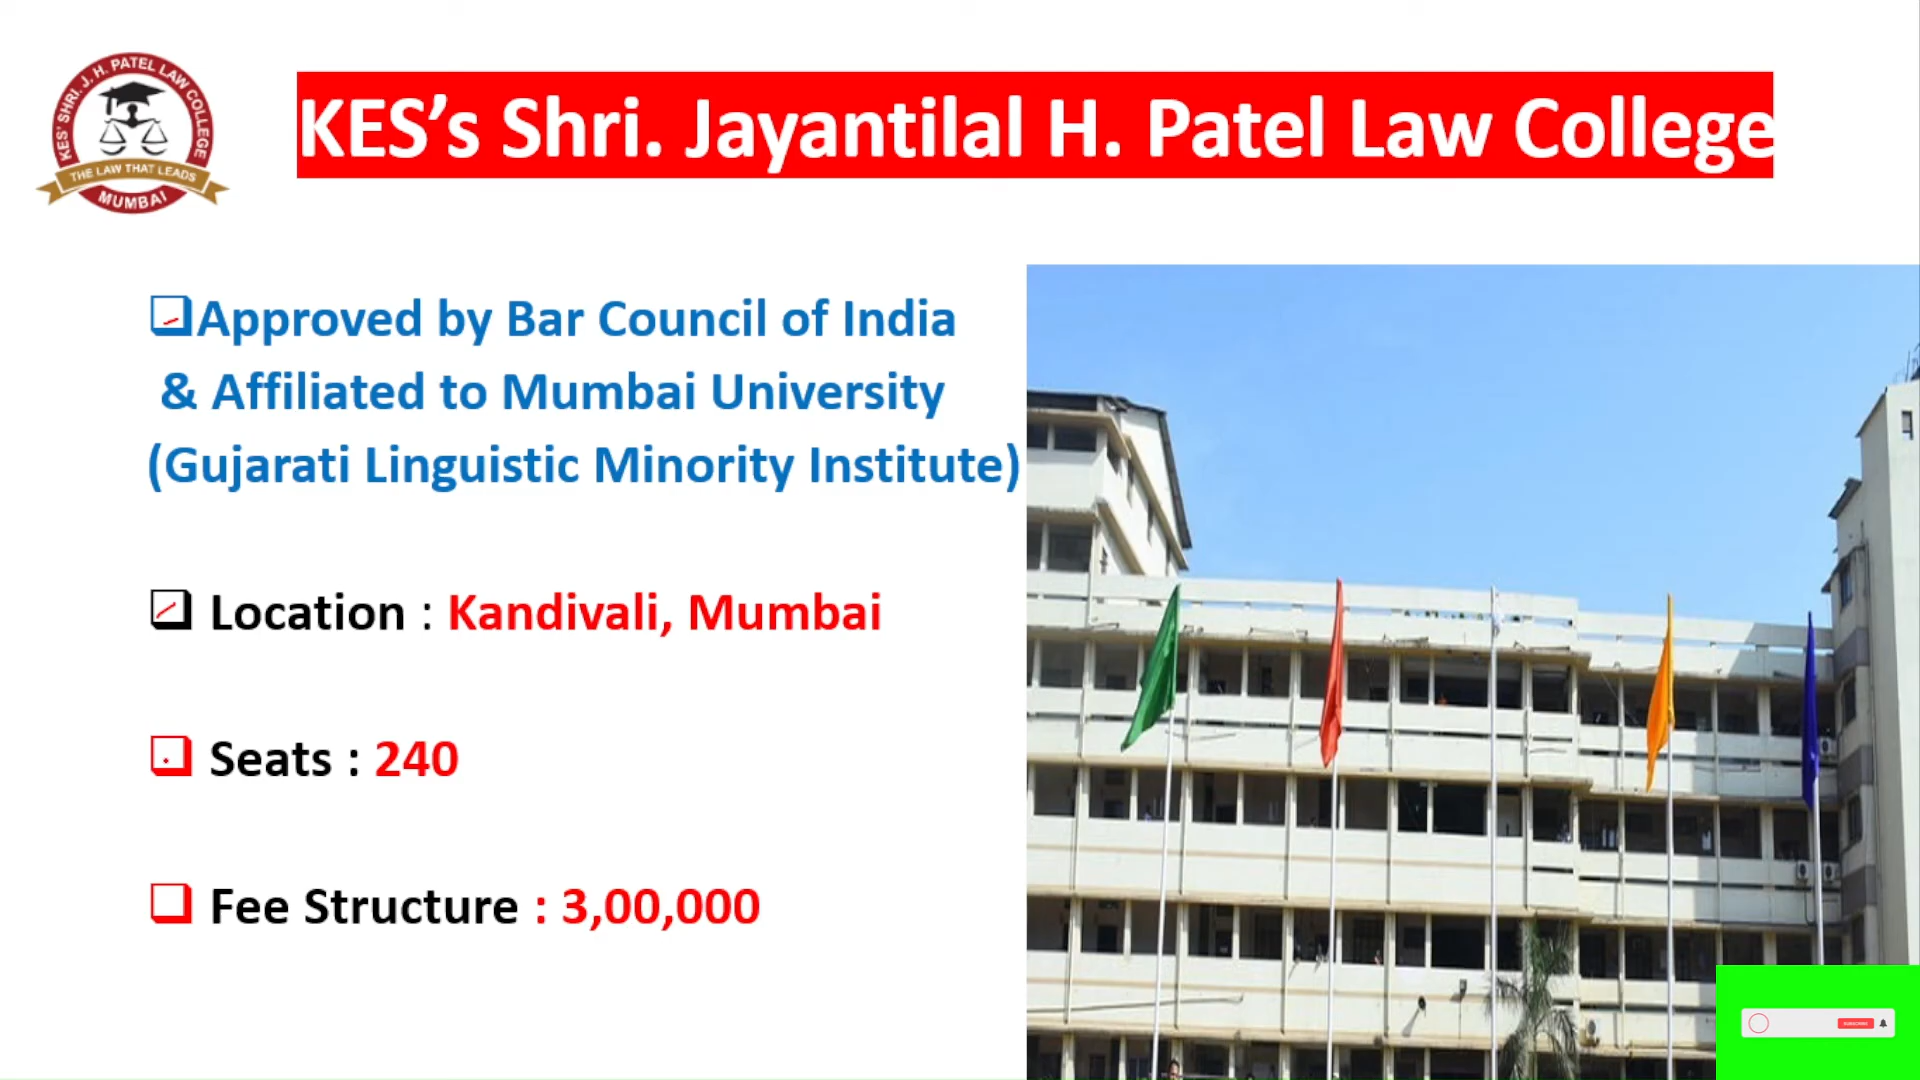 KES' SHRI. J. H. PATEL LAW COLLEGE
THE LAW THAT LEADS
MUMBAI
KES’s Shri. Jayantilal H. Patel Law College
Approved by Bar Council of India
& Affiliated to Mumbai University
(Gujarati Linguistic Minority Institute)
Location : Kandivali, Mumbai
Seats : 240
Fee Structure : 3,00,000
SUBSCRIBE